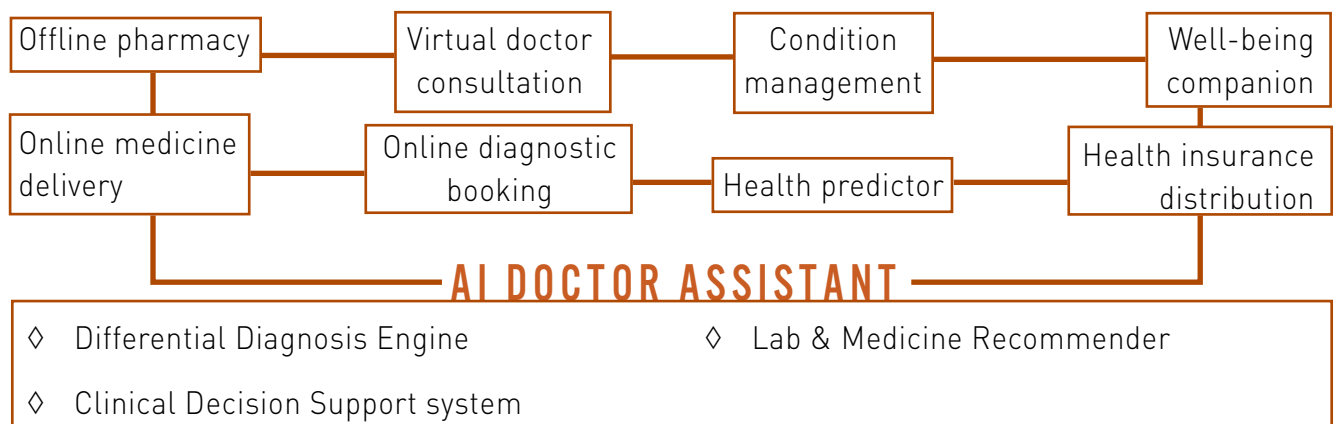 Offline pharmacy
Virtual doctor
consultation
Condition
management
Well-being
companion
Online medicine
delivery
Online diagnostic
booking
Health predictor
Health insurance
distribution
AI DOCTOR ASSISTANT
◊ Differential Diagnosis Engine
◊ Lab & Medicine Recommender
◊ Clinical Decision Support system